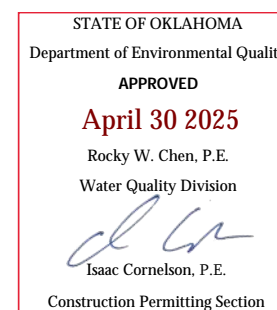 STATE OF OKLAHOMA
Department of Environmental Qualit
APPROVED
April 30 2025
Rocky W. Chen, P.E.
Water Quality Division
Isaac Cornelson, P.E.
Construction Permitting Section